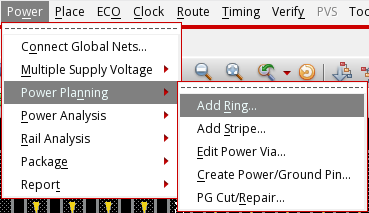 Power Place ECO Clock Route Timing Verify PVS
Connect Global Nets...
Multiple Supply Voltage
Power Planning
Power Analysis
Rail Analysis
Package
Report
Add Ring...
Add Stripe...
Edit Power Via...
Create Power/Ground Pin...
PG Cut/Repair...